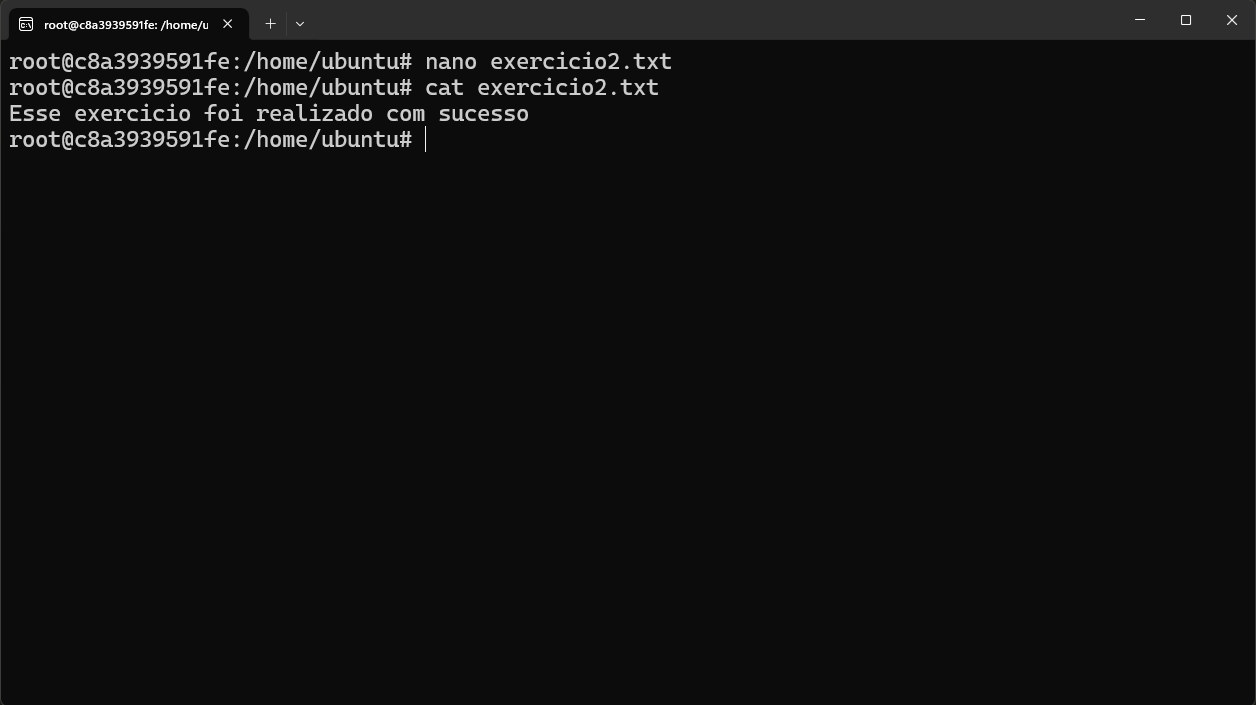 root@c8a3939591fe: /home/u
root@c8a3939591fe:/home/ubuntu# nano exercicio2.txt
root@c8a3939591fe:/home/ubuntu# cat exercicio2.txt
Esse exercicio foi realizado com sucesso
root@c8a3939591fe:/home/ubuntu#